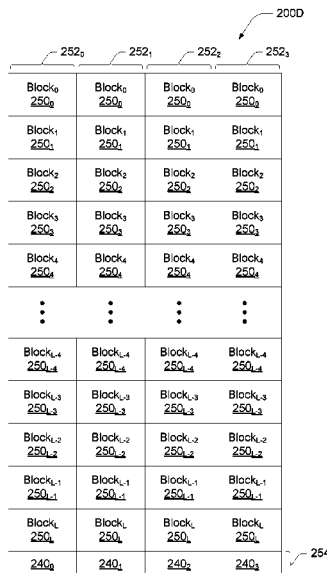 200D
252₀ 252₁ 252₂ 252₃
Block₀ Block₀ Block₀ Block₀
250₀ 250₀ 250₀ 250₀
Block₁ Block₁ Block₁ Block₁
250₁ 250₁ 250₁ 250₁
Block₂ Block₂ Block₂ Block₂
250₂ 250₂ 250₂ 250₂
Block₃ Block₃ Block₃ Block₃
250₃ 250₃ 250₃ 250₃
Block₄ Block₄ Block₄ Block₄
250₄ 250₄ 250₄ 250₄
Block_L-4 Block_L-4 Block_L-4 Block_L-4
250_L-4 250_L-4 250_L-4 250_L-4
Block_L-3 Block_L-3 Block_L-3 Block_L-3
250_L-3 250_L-3 250_L-3 250_L-3
Block_L-2 Block_L-2 Block_L-2 Block_L-2
250_L-2 250_L-2 250_L-2 250_L-2
Block_L-1 Block_L-1 Block_L-1 Block_L-1
250_L-1 250_L-1 250_L-1 250_L-1
Block_L Block_L Block_L Block_L
250_L 250_L 250_L 250_L
240₀ 240₁ 240₂ 240₃ 254